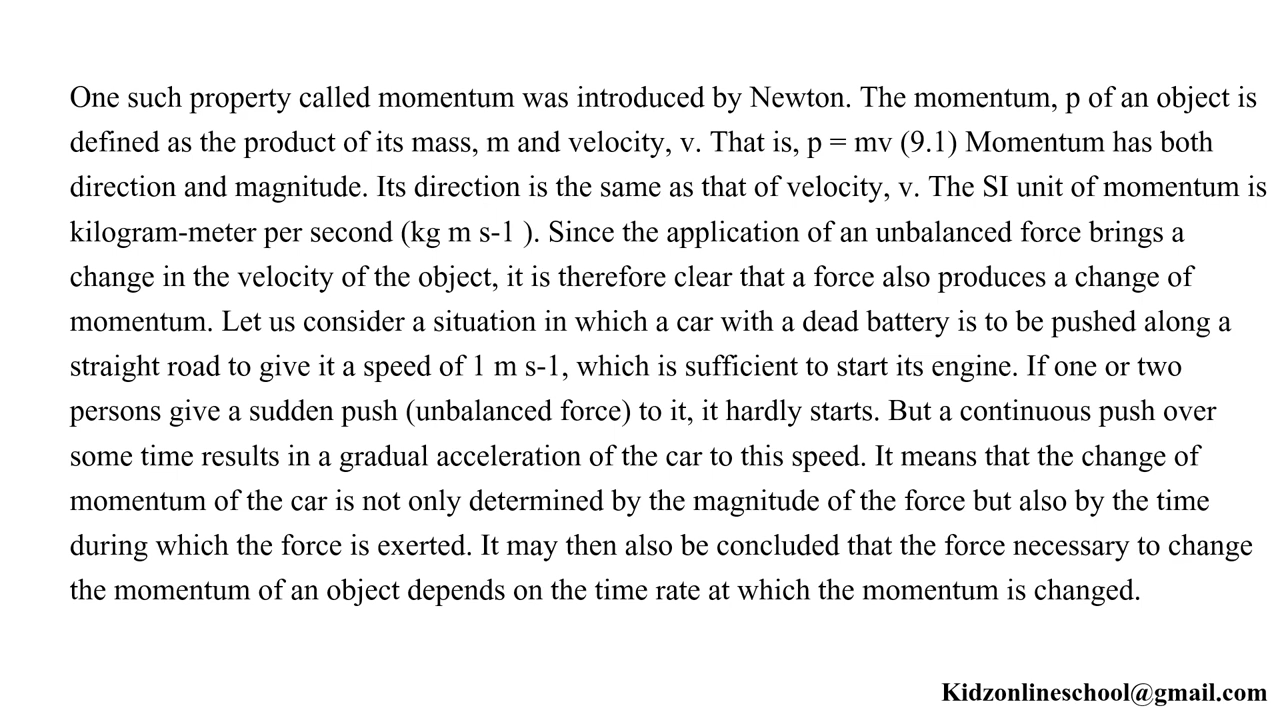 One such property called momentum was introduced by Newton. The momentum, p of an object is
defined as the product of its mass, m and velocity, v. That is, p = mv (9.1) Momentum has both
direction and magnitude. Its direction is the same as that of velocity, v. The SI unit of momentum is
kilogram-meter per second (kg m s-1 ). Since the application of an unbalanced force brings a
change in the velocity of the object, it is therefore clear that a force also produces a change of
momentum. Let us consider a situation in which a car with a dead battery is to be pushed along a
straight road to give it a speed of 1 m s-1, which is sufficient to start its engine. If one or two
persons give a sudden push (unbalanced force) to it, it hardly starts. But a continuous push over
some time results in a gradual acceleration of the car to this speed. It means that the change of
momentum of the car is not only determined by the magnitude of the force but also by the time
during which the force is exerted. It may then also be concluded that the force necessary to change
the momentum of an object depends on the time rate at which the momentum is changed.
Kidzonlineschool@gmail.com